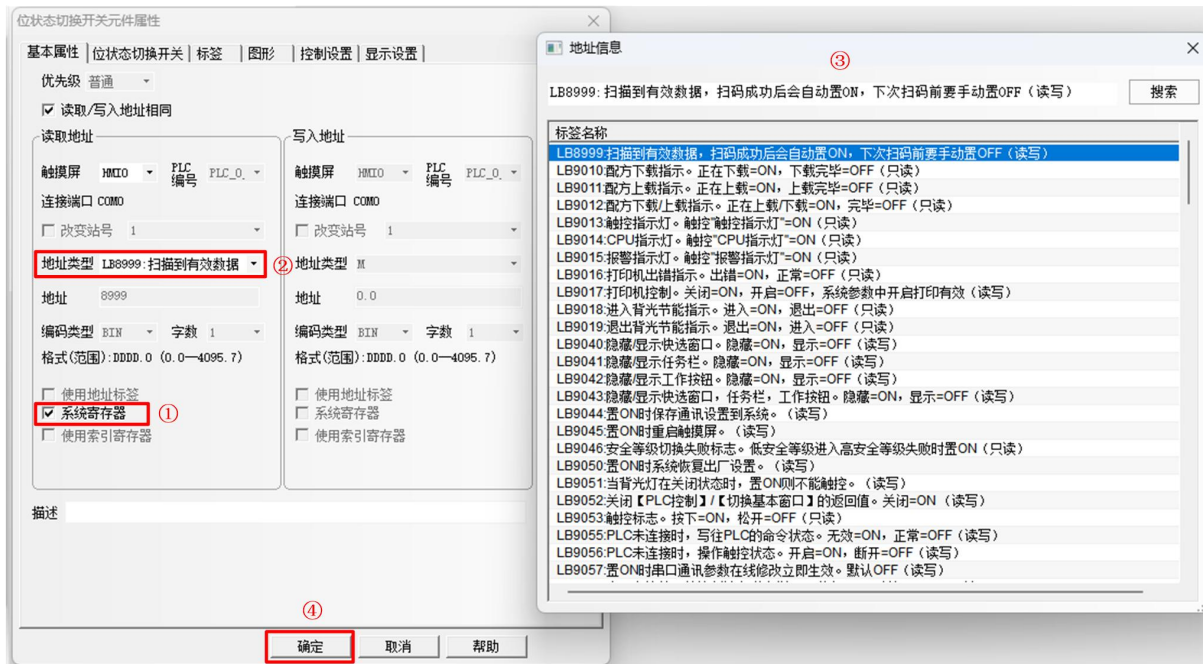 位状态切换开关元件属性
基本属性 位状态切换开关 标签 图形 控制设置 显示设置
优先级 普通
读取/写入地址相同
读取地址
触摸屏 HMI0 PLC编号 PLC_0.
连接端口 COM0
改变站号 1
地址类型 LB8999:扫描到有效数据 ②
地址 8999
编码类型 BIN 字数 1
格式(范围):DDDD.0 (0.0—4095.7)
使用地址标签
系统寄存器 ①
使用索引寄存器
写入地址
触摸屏 HMI0 PLC编号 PLC_0.
连接端口 COM0
改变站号 1
地址类型 M
地址 0.0
编码类型 BIN 字数 1
格式(范围):DDDD.0 (0.0—4095.7)
使用地址标签
系统寄存器
使用索引寄存器
描述
④
确定 取消 帮助
地址信息
③
LB8999: 扫描到有效数据, 扫码成功后会自动置ON, 下次扫码前要手动置OFF (读写) 搜索
标签名称
LB8999:扫描到有效数据，扫码成功后会自动置ON，下次扫码前要手动置OFF（读写）
LB9010:配方下载指示。正在下载=ON，下载完毕=OFF（只读）
LB9011:配方上载指示。正在上载=ON，上载完毕=OFF（只读）
LB9012:配方下载/上载指示。正在上载/下载=ON，完毕=OFF（只读）
LB9013:触控指示灯。触控"触控指示灯"=ON（只读）
LB9014:CPU指示灯。触控"CPU指示灯"=ON（只读）
LB9015:报警指示灯。触控"报警指示灯"=ON（只读）
LB9016:打印机出错指示。出错=ON，正常=OFF（只读）
LB9017:打印机控制。关闭=ON，开启=OFF，系统参数中开启打印有效（读写）
LB9018:进入背光节能指示。进入=ON，退出=OFF（只读）
LB9019:退出背光节能指示。退出=ON，进入=OFF（只读）
LB9040:隐藏/显示快选窗口。隐藏=ON，显示=OFF（读写）
LB9041:隐藏/显示任务栏。隐藏=ON，显示=OFF（读写）
LB9042:隐藏/显示工作按钮。隐藏=ON，显示=OFF（读写）
LB9043:隐藏/显示快选窗口，任务栏，工作按钮。隐藏=ON，显示=OFF（读写）
LB9044:置ON时保存通讯设置到系统。（读写）
LB9045:置ON时重启触摸屏。（读写）
LB9046:安全等级切换失败标志。低安全等级进入高安全等级失败时置ON（只读）
LB9050:置ON时系统恢复出厂设置。（读写）
LB9051:当背光灯在关闭状态时，置ON则不能触控。（读写）
LB9052:关闭【PLC控制】/【切换基本窗口】的返回值。关闭=ON（读写）
LB9053:触控标志。按下=ON，松开=OFF（只读）
LB9055:PLC未连接时，写往PLC的命令状态。无效=ON，正常=OFF（读写）
LB9056:PLC未连接时，操作触控状态。开启=ON，断开=OFF（读写）
LB9057:置ON时串口通讯参数在线修改立即生效。默认OFF（读写）